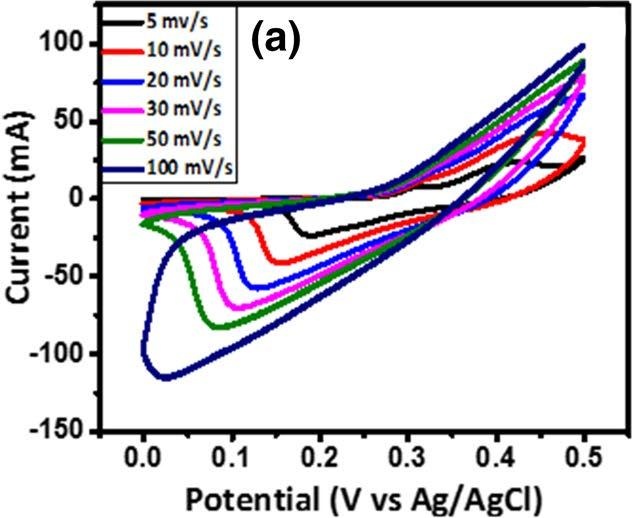 (a)
5 mv/s
10 mV/s
20 mV/s
30 mV/s
50 mV/s
100 mV/s
Current (mA)
100
50
0
-50
-100
-150
0.0 0.1 0.2 0.3 0.4 0.5
Potential (V vs Ag/AgCl)